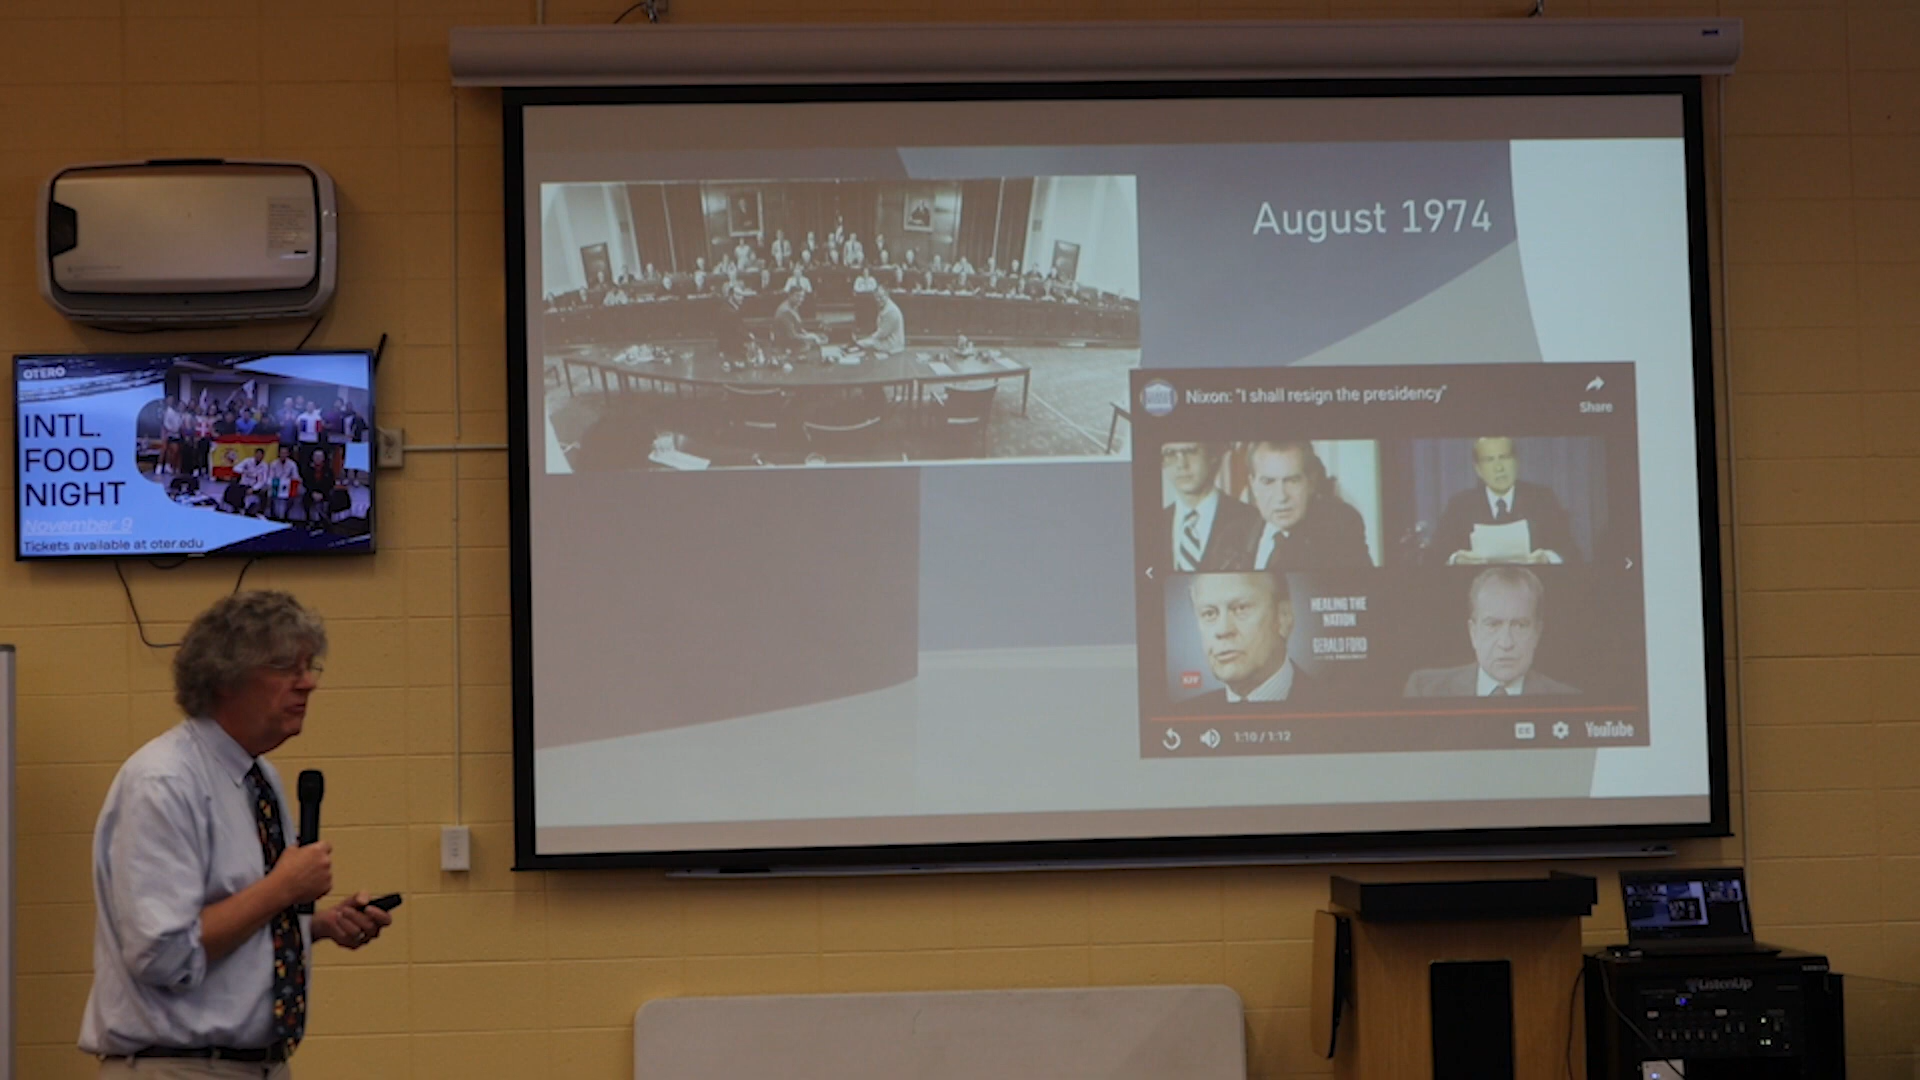 OTERO
INTL.
FOOD
NIGHT
November 9
Tickets available at oter.edu
August 1974
Nixon: "I shall resign the presidency"
Share
HEALING THE
NATION
GERALD FORD
1:10 / 1:12
CC
YouTube
ListenUp